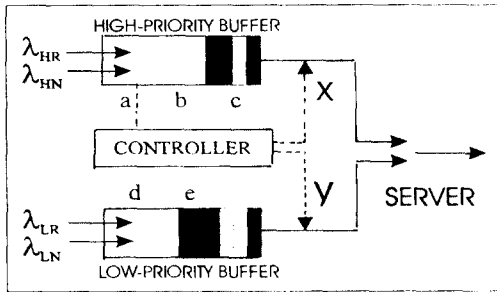 HIGH-PRIORITY BUFFER
λHR
λHN
a b c
X
CONTROLLER
d e
y
SERVER
λLR
λLN
LOW-PRIORITY BUFFER